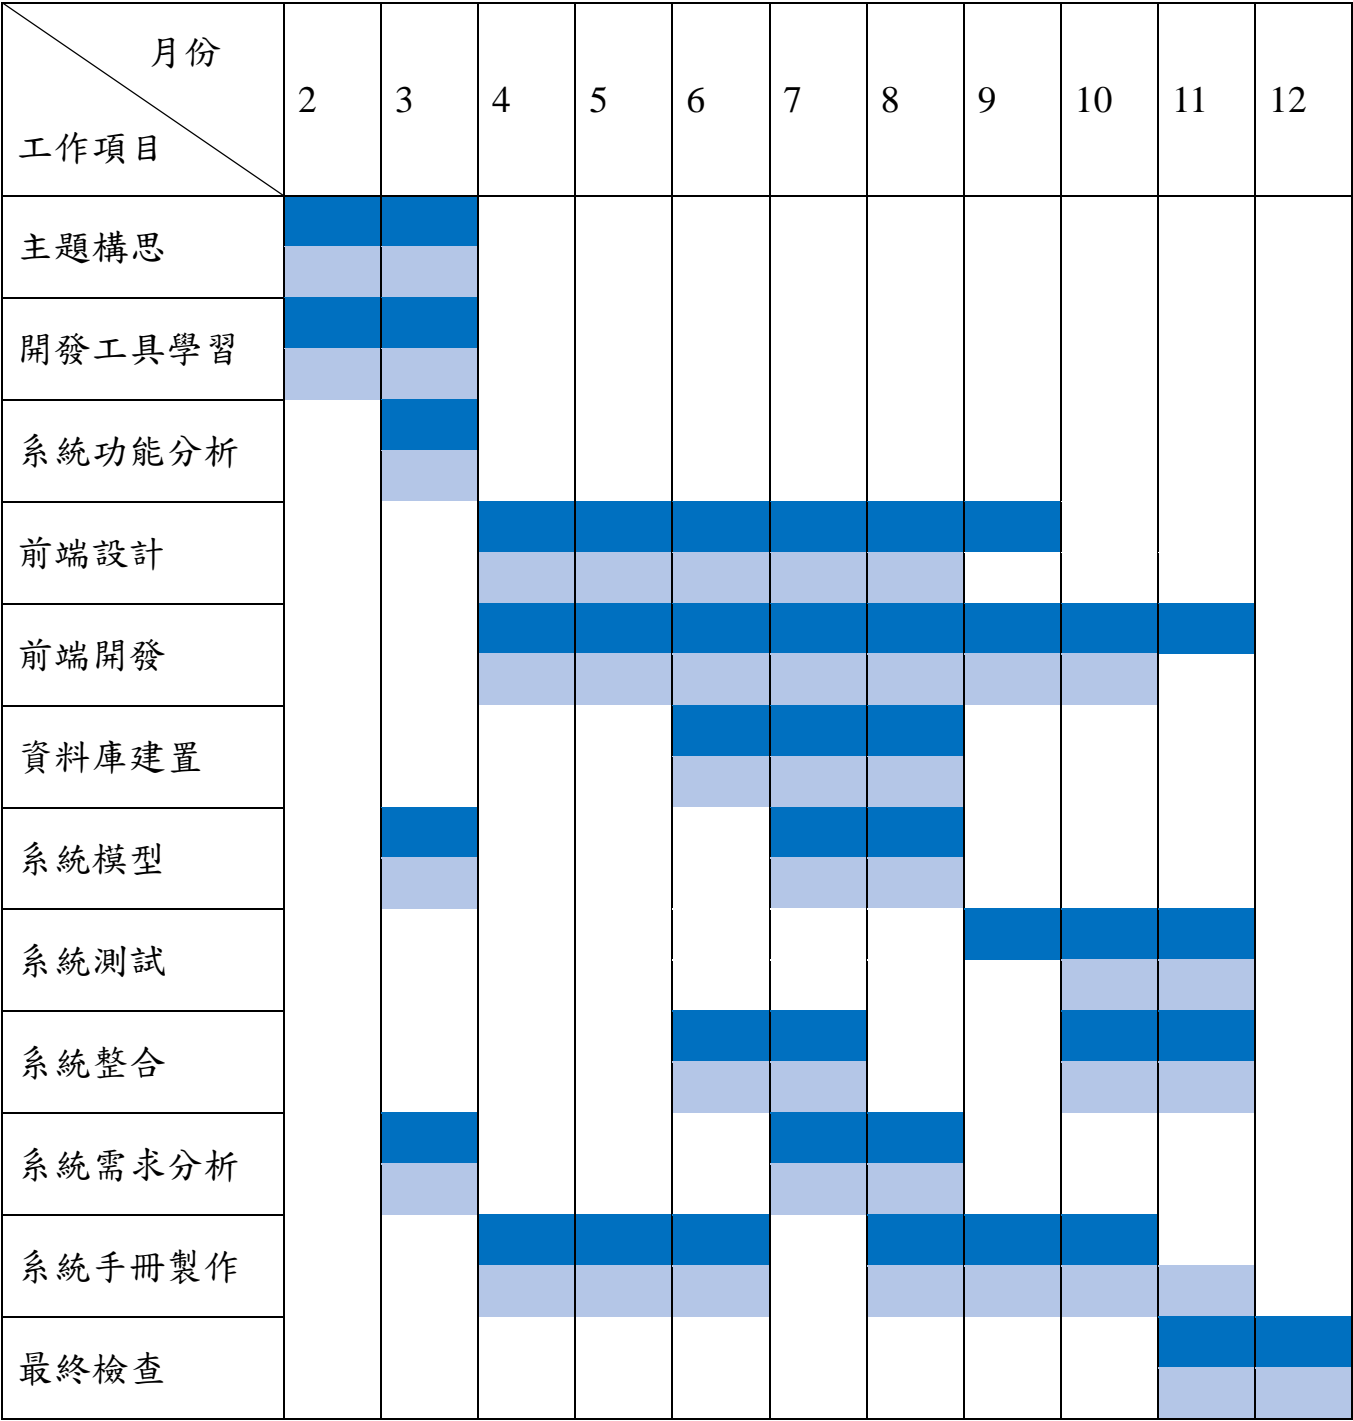 月份
工作項目
2 3 4 5 6 7 8 9 10 11 12
主題構思
開發工具學習
系統功能分析
前端設計
前端開發
資料庫建置
系統模型
系統測試
系統整合
系統需求分析
系統手冊製作
最終檢查